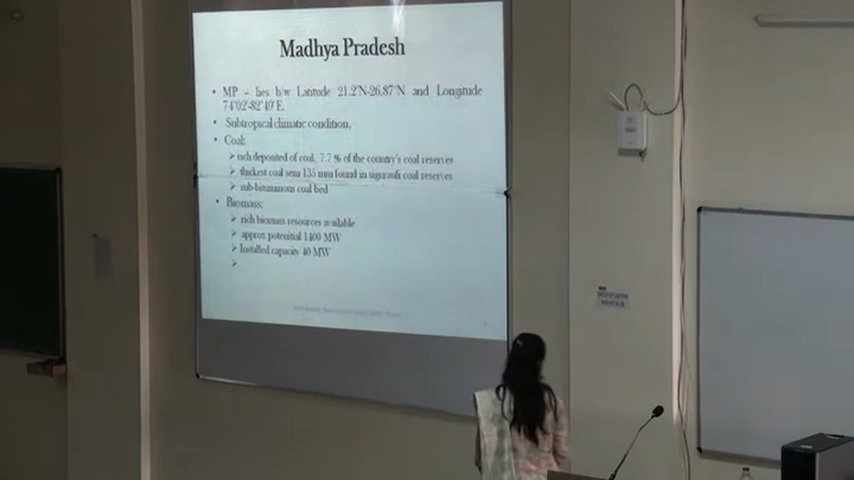 Madhya Pradesh
• MP – lies b/w Latitude 21.2°N-26.87°N and Longitude
74°02'-82°49' E.
• Subtropical climatic condition,
• Coal:
➢ rich deposited of coal, 7.7 % of the country's coal reserves
➢ thickest coal sem 135 mm found in singrauli coal reserves
➢ sub-bituminous coal bed
• Biomass:
➢ rich biomass resources available
➢ approx potenitial 1400 MW
➢ Installed capacity 40 MW
➢